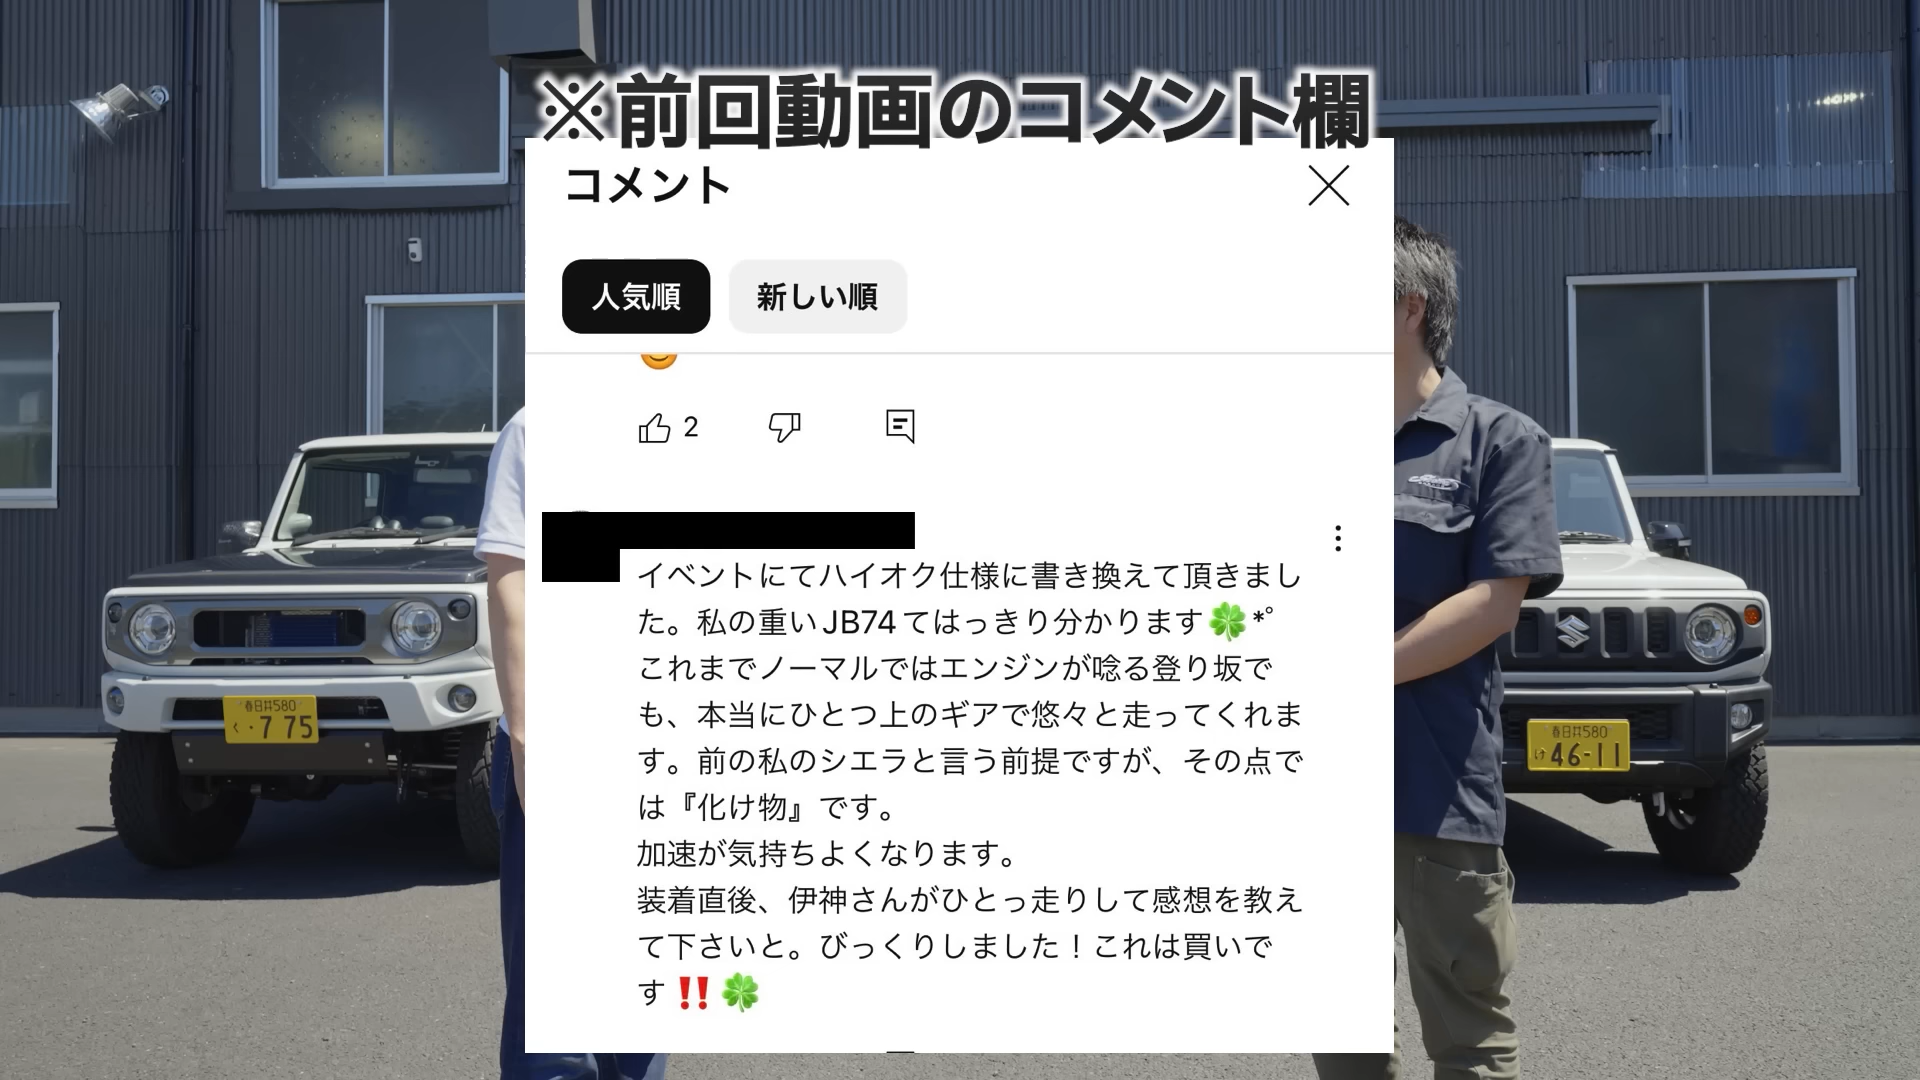 ※前回動画のコメント欄
コメント
人気順
新しい順
2
イベントにてハイオク仕様に書き換えて頂きまし
た。私の重いJB74てはっきり分かります🍀*゜
これまでノーマルではエンジンが唸る登り坂で
も、本当にひとつ上のギアで悠々と走ってくれま
す。前の私のシエラと言う前提ですが、その点で
は『化け物』です。
加速が気持ちよくなります。
装着直後、伊神さんがひとっ走りして感想を教え
て下さいと。びっくりしました！これは買いで
す‼️🍀
春日井580
く・775
春日井580
け46-11